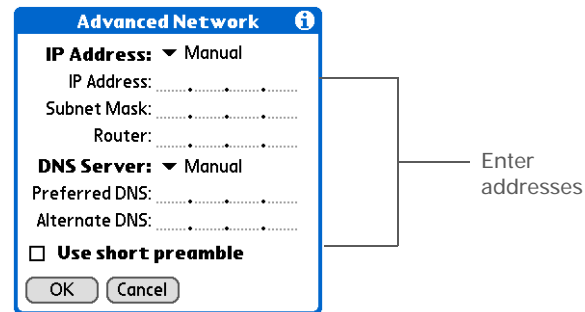 Advanced Network
IP Address: Manual
IP Address: . . .
Subnet Mask: . . .
Router: . . .
DNS Server: Manual
Preferred DNS: . . .
Alternate DNS: . . .
Use short preamble
OK Cancel
Enter
addresses